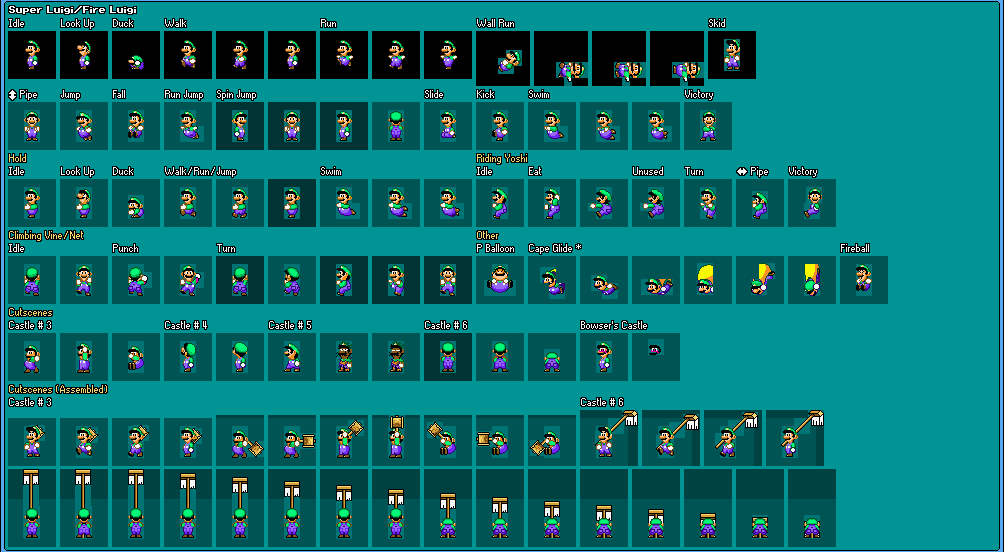 Super Luigi/Fire Luigi
Idle Look Up Duck Walk Run Wall Run Skid
⬍ Pipe Jump Fall Run Jump Spin Jump Slide Kick Swim Victory
Hold Riding Yoshi
Idle Look Up Duck Walk/Run/Jump Swim Idle Eat Unused Turn ⬌ Pipe Victory
Climbing Vine/Net Other
Idle Punch Turn P Balloon Cape Glide * Fireball
Cutscenes
Castle # 3 Castle # 4 Castle # 5 Castle # 6 Bowser's Castle
Cutscenes (Assembled)
Castle # 3 Castle # 6